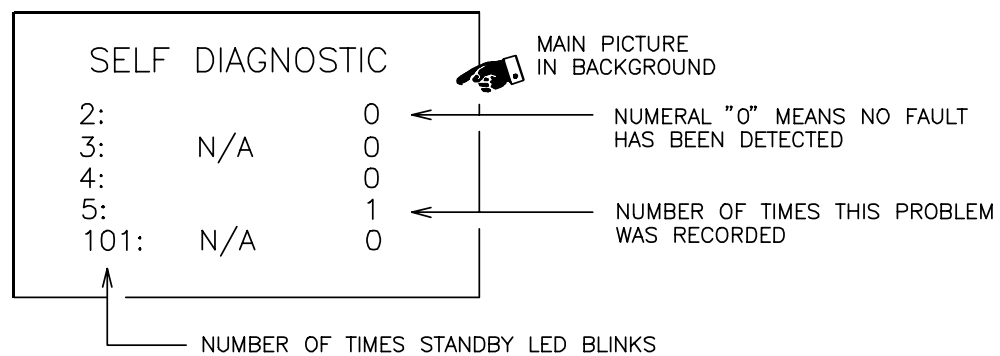 SELF DIAGNOSTIC
2: 0
3: N/A 0
4: 0
5: 1
101: N/A 0
MAIN PICTURE
IN BACKGROUND
NUMERAL "0" MEANS NO FAULT
HAS BEEN DETECTED
NUMBER OF TIMES THIS PROBLEM
WAS RECORDED
NUMBER OF TIMES STANDBY LED BLINKS